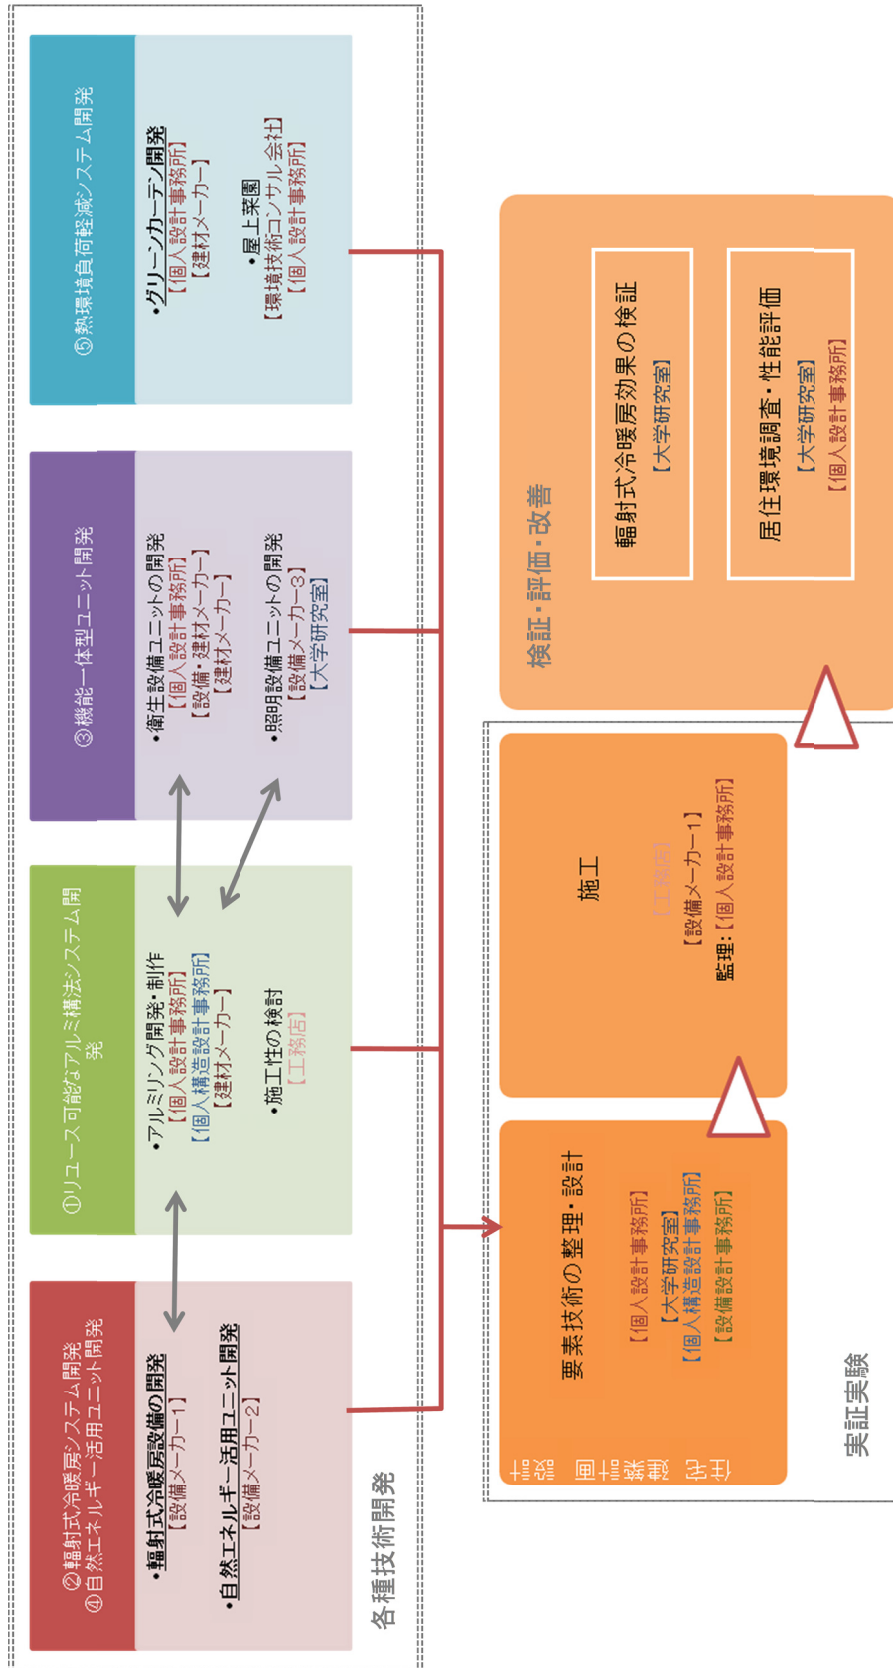 ②輻射式冷暖房システム開発
④自然エネルギー活用ユニット開発
•輻射式冷暖房設備の開発
【設備メーカー1】
•自然エネルギー活用ユニット開発
【設備メーカー2】
①リユース可能なアルミ構法システム開
発
•アルミリング開発・制作
【個人設計事務所】
【個人構造設計事務所】
【建材メーカー】
•施工性の検討
【工務店】
③機能一体型ユニット開発
•衛生設備ユニットの開発
【個人設計事務所】
【設備・建材メーカー】
【建材メーカー】
•照明設備ユニットの開発
【設備メーカー3】
【大学研究室】
⑤熱環境負荷軽減システム開発
•グリーンカーテン開発
【個人設計事務所】
【建材メーカー】
•屋上菜園
【環境技術コンサル会社】
【個人設計事務所】
各種技術開発
要素技術の整理・設計
【個人設計事務所】
【大学研究室】
【個人構造設計事務所】
【設備設計事務所】
施工
【工務店】
【設備メーカー1】
監理:【個人設計事務所】
実証実験
検証・評価・改善
輻射式冷暖房効果の検証
【大学研究室】
居住環境調査・性能評価
【大学研究室】
【個人設計事務所】